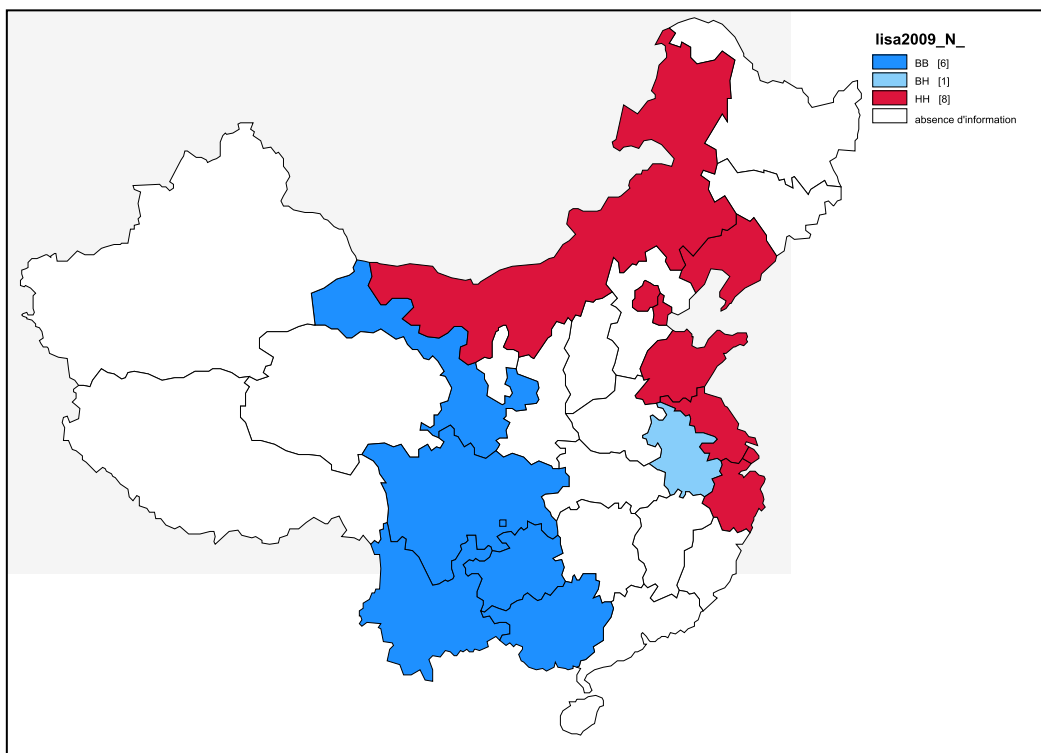 lisa2009_N_
BB [6]
BH [1]
HH [8]
absence d'information